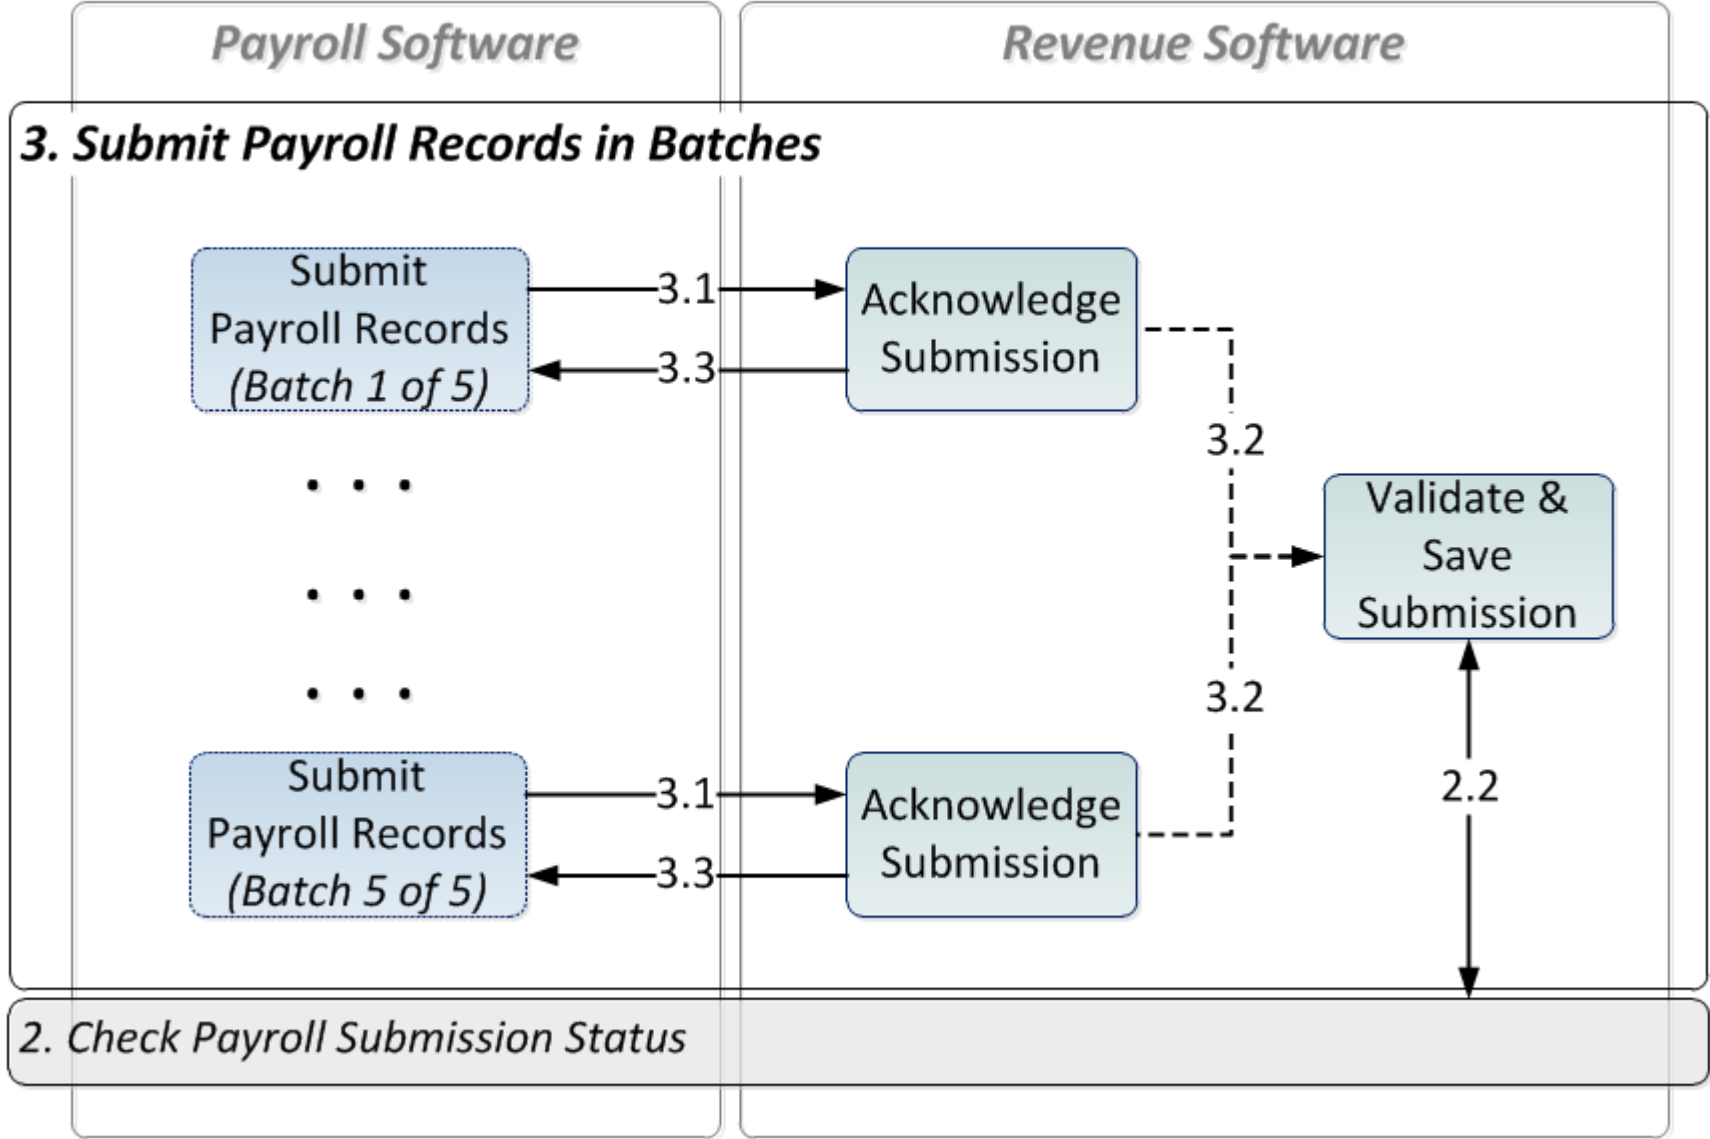 Payroll Software
Revenue Software
3. Submit Payroll Records in Batches
Submit
Payroll Records
(Batch 1 of 5)
3.1
3.3
Acknowledge
Submission
3.2
Validate &
Save
Submission
. . .
. . .
. . .
3.2
2.2
Submit
Payroll Records
(Batch 5 of 5)
3.1
3.3
Acknowledge
Submission
2. Check Payroll Submission Status